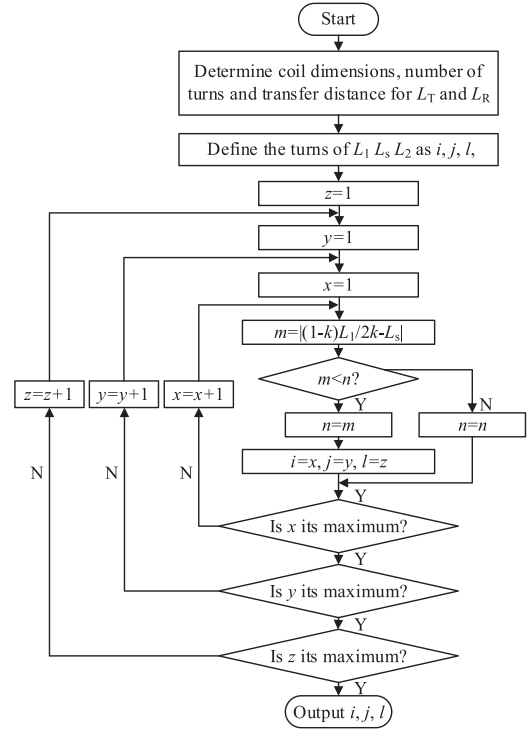 Start
Determine coil dimensions, number of
turns and transfer distance for LT and LR
Define the turns of L1 Ls L2 as i, j, l,
z=1
y=1
x=1
m=|(1-k)L1/2k-Ls|
m<n?
z=z+1
y=y+1
x=x+1
Y
N
n=m
n=n
i=x, j=y, l=z
N
N
N
Y
Is x its maximum?
Y
Is y its maximum?
Y
Is z its maximum?
Y
Output i, j, l